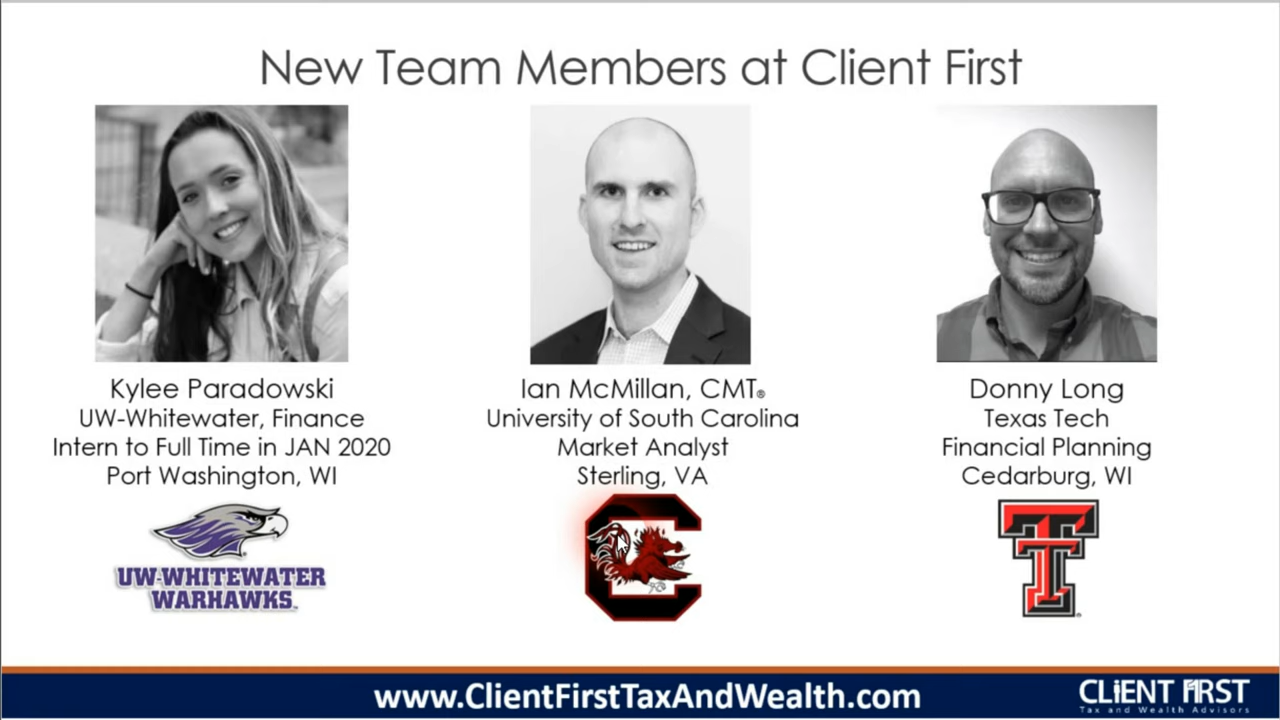 New Team Members at Client First
Kylee Paradowski
UW-Whitewater, Finance
Intern to Full Time in JAN 2020
Port Washington, WI
UW-WHITEWATER
WARHAWKS
Ian McMillan, CMT®
University of South Carolina
Market Analyst
Sterling, VA
Donny Long
Texas Tech
Financial Planning
Cedarburg, WI
www.ClientFirstTaxAndWealth.com
CLiENT FiRST
Tax and Wealth Advisors